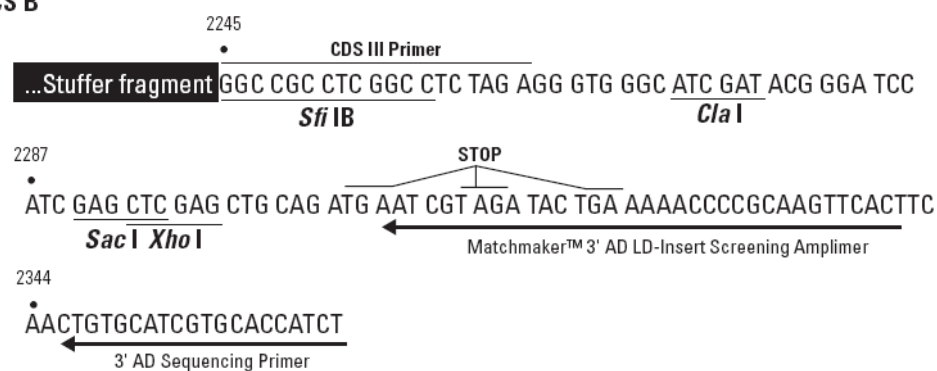 CS B
2245
CDS III Primer
...Stuffer fragment GGC CGC CTC GGC CTC TAG AGG GTG GGC ATC GAT ACG GGA TCC
Sfi IB
Cla I
2287
STOP
ATC GAG CTC GAG CTG CAG ATG AAT CGT AGA TAC TGA AAAACCCCGCAAGTTCACTTC
Sac I Xho I
Matchmaker™ 3' AD LD-Insert Screening Amplimer
2344
AACTGTGCATCGTGCACCATCT
3' AD Sequencing Primer